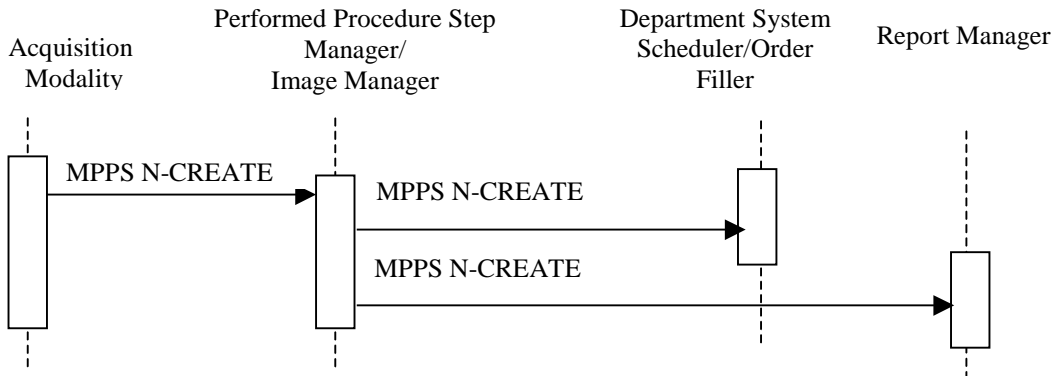 Acquisition
Modality
Performed Procedure Step
Manager/
Image Manager
Department System
Scheduler/Order
Filler
Report Manager
MPPS N-CREATE
MPPS N-CREATE
MPPS N-CREATE